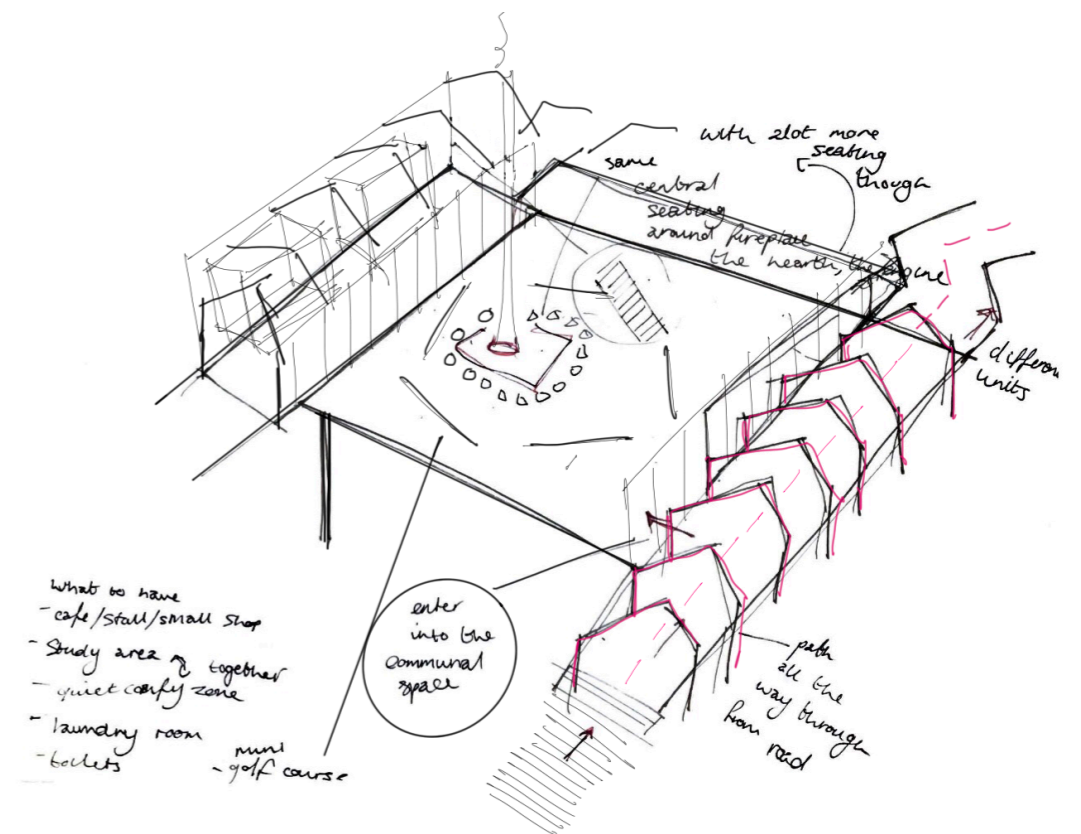 with alot more
seating
though
same
central
seating
around fireplace
the hearth, the engine
different
units
enter
into the
communal
space
path
all the
way through
from road
what to have
- cafe/stall/small shop
- Study area
together
- quiet comfy zone
- laundry room
- toilets
mini
- golf course